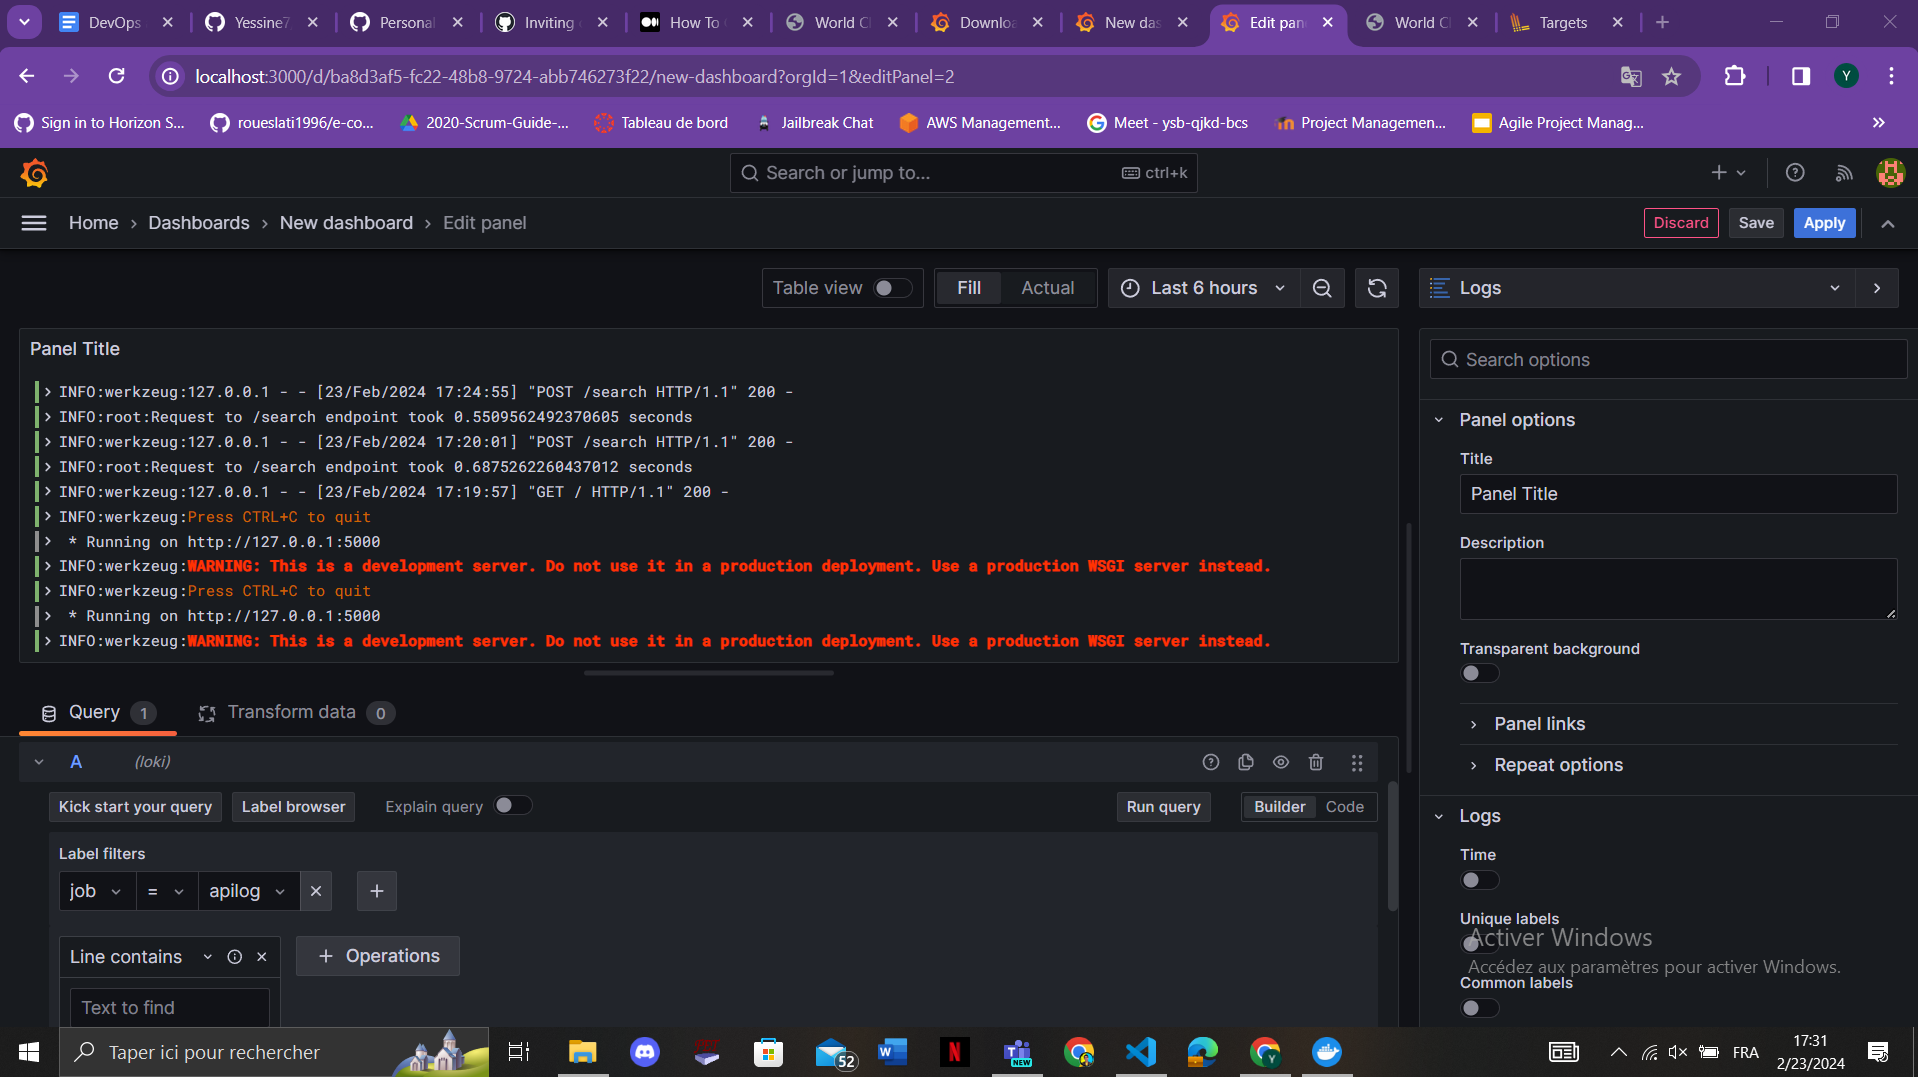 DevOps
Yessine7
Personal
Inviting
How To
World C
Downlo
New das
Edit pan
World C
Targets
localhost:3000/d/ba8d3af5-fc22-48b8-9724-abb746273f22/new-dashboard?orgId=1&editPanel=2
Y
Sign in to Horizon S...
roueslati1996/e-co...
2020-Scrum-Guide-...
Tableau de bord
Jailbreak Chat
AWS Management...
Meet - ysb-qjkd-bcs
Project Managemen...
Agile Project Manag...
Search or jump to...
ctrl+k
Home
Dashboards
New dashboard
Edit panel
Discard
Save
Apply
Table view
Fill
Actual
Last 6 hours
Logs
Panel Title
INFO:werkzeug:127.0.0.1 - - [23/Feb/2024 17:24:55] "POST /search HTTP/1.1" 200 -
INFO:root:Request to /search endpoint took 0.5509562492370605 seconds
INFO:werkzeug:127.0.0.1 - - [23/Feb/2024 17:20:01] "POST /search HTTP/1.1" 200 -
INFO:root:Request to /search endpoint took 0.6875262260437012 seconds
INFO:werkzeug:127.0.0.1 - - [23/Feb/2024 17:19:57] "GET / HTTP/1.1" 200 -
INFO:werkzeug:Press CTRL+C to quit
* Running on http://127.0.0.1:5000
INFO:werkzeug:WARNING: This is a development server. Do not use it in a production deployment. Use a production WSGI server instead.
INFO:werkzeug:Press CTRL+C to quit
* Running on http://127.0.0.1:5000
INFO:werkzeug:WARNING: This is a development server. Do not use it in a production deployment. Use a production WSGI server instead.
Search options
Panel options
Title
Panel Title
Description
Transparent background
Panel links
Repeat options
Logs
Time
Unique labels
Common labels
Query 1
Transform data 0
A (loki)
Kick start your query
Label browser
Explain query
Run query
Builder
Code
Label filters
job
=
apilog
Line contains
+ Operations
Text to find
Activer Windows
Accédez aux paramètres pour activer Windows.
Taper ici pour rechercher
52
W
N
NEW
Y
FRA
17:31
2/23/2024